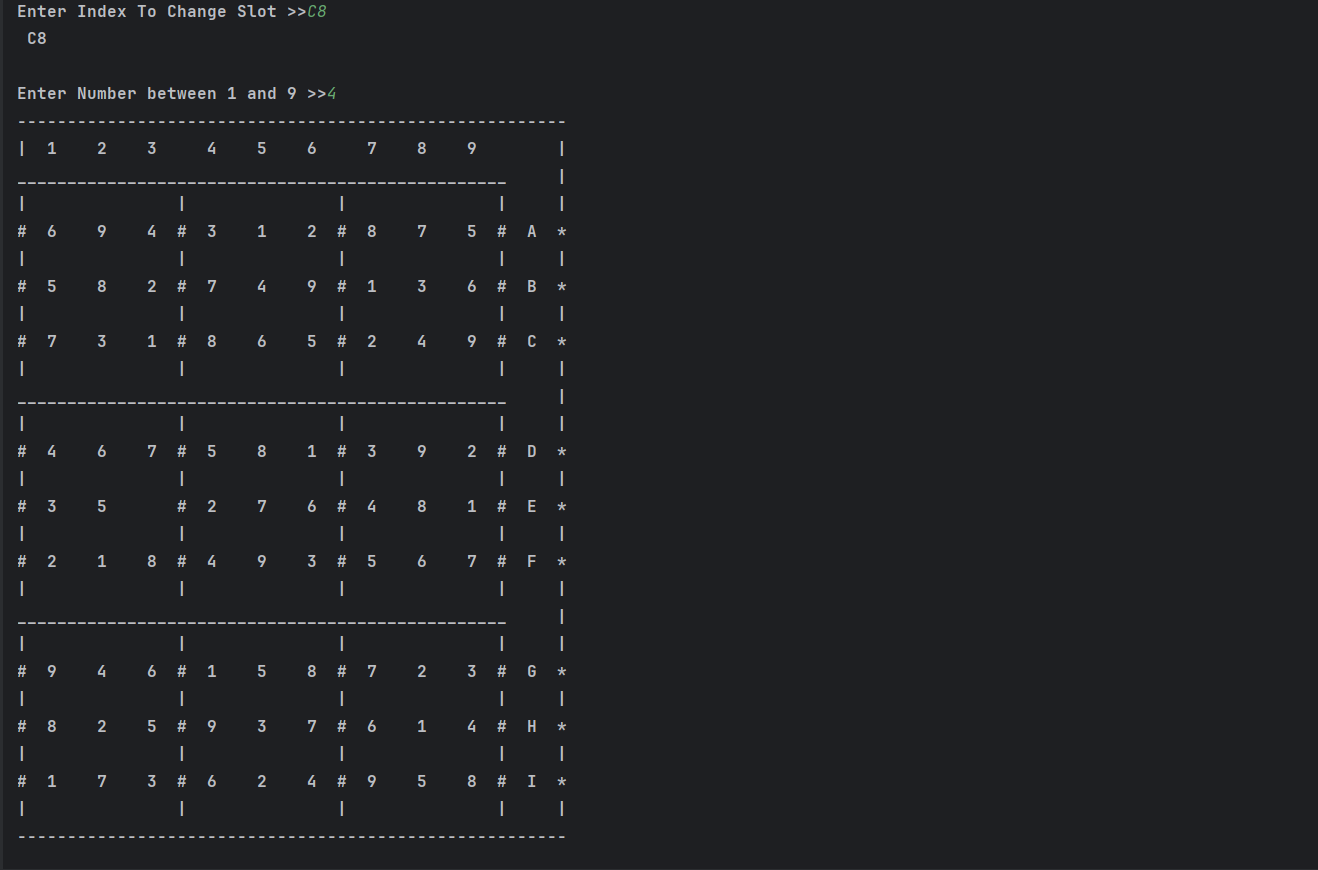 Enter Index To Change Slot >>C8
 C8
Enter Number between 1 and 9 >>4
-------------------------------------------------------
|  1    2    3     4    5    6     7    8    9        |
_________________________________________________     |
|               |               |               |     |
#  6    9    4  #  3    1    2  #  8    7    5  #  A  *
|               |               |               |     |
#  5    8    2  #  7    4    9  #  1    3    6  #  B  *
|               |               |               |     |
#  7    3    1  #  8    6    5  #  2    4    9  #  C  *
|               |               |               |     |
_________________________________________________     |
|               |               |               |     |
#  4    6    7  #  5    8    1  #  3    9    2  #  D  *
|               |               |               |     |
#  3    5       #  2    7    6  #  4    8    1  #  E  *
|               |               |               |     |
#  2    1    8  #  4    9    3  #  5    6    7  #  F  *
|               |               |               |     |
_________________________________________________     |
|               |               |               |     |
#  9    4    6  #  1    5    8  #  7    2    3  #  G  *
|               |               |               |     |
#  8    2    5  #  9    3    7  #  6    1    4  #  H  *
|               |               |               |     |
#  1    7    3  #  6    2    4  #  9    5    8  #  I  *
|               |               |               |     |
-------------------------------------------------------